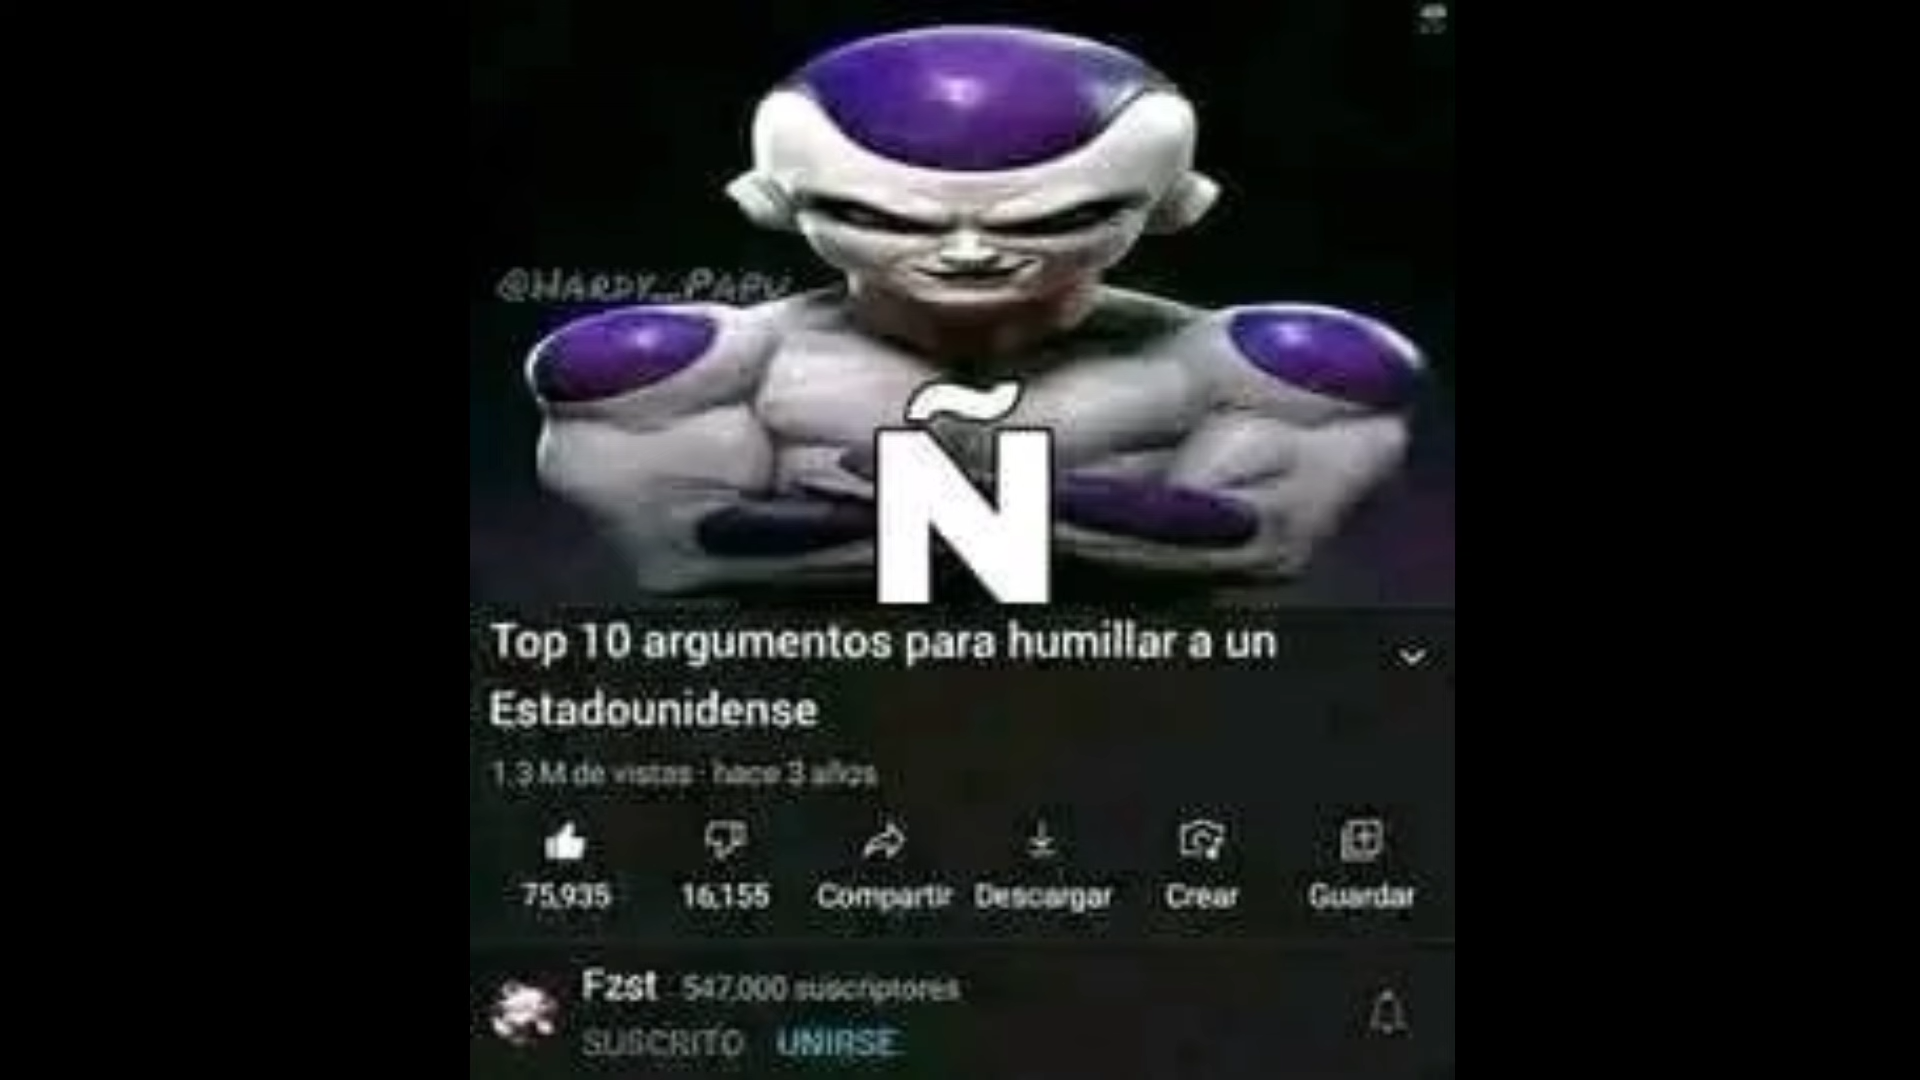 @HARDY_PAPU
Ñ
Top 10 argumentos para humillar a un
Estadounidense
1.3 M de vistas · hace 3 años
75,935 16,155 Compartir Descargar Crear Guardar
Fzst 547,000 suscriptores
SUSCRITO UNIRSE